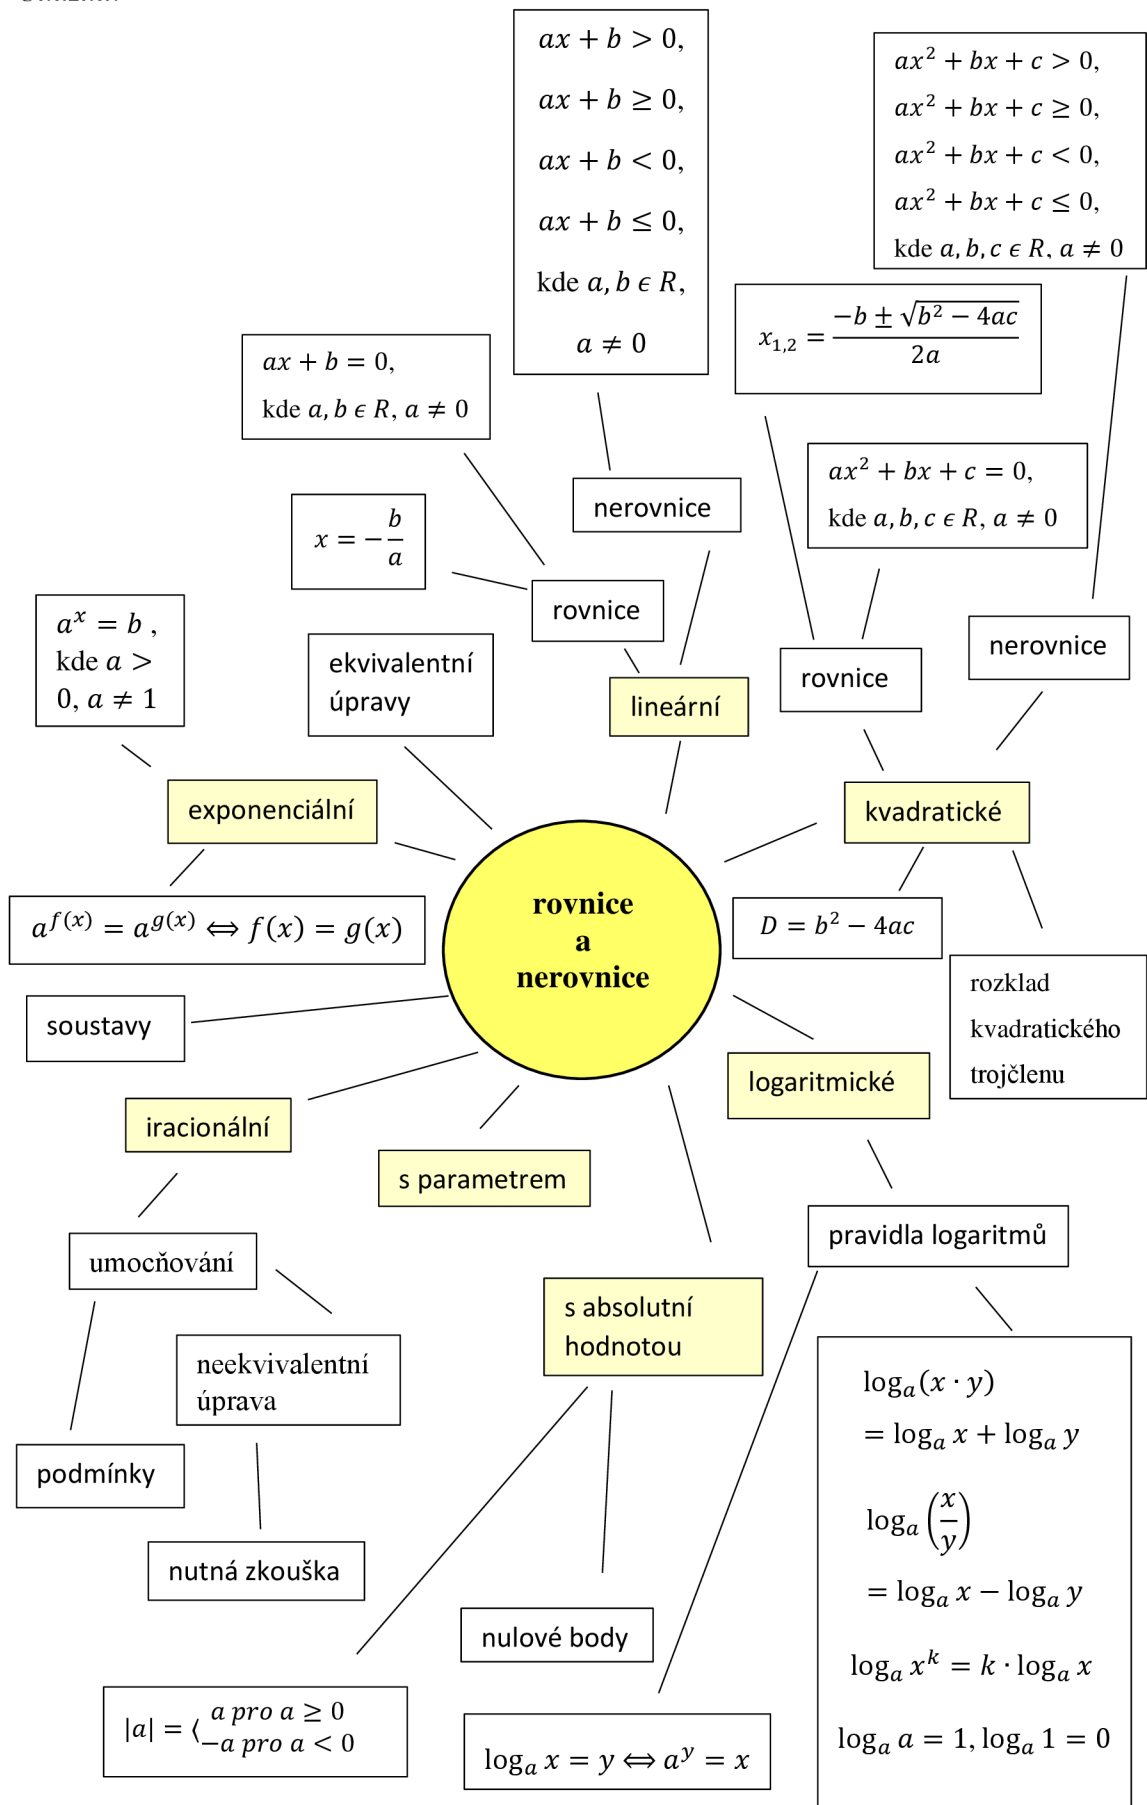 ax + b > 0,
ax + b ≥ 0,
ax + b < 0,
ax + b ≤ 0,
kde a, b ϵ R,
a ≠ 0
ax² + bx + c > 0,
ax² + bx + c ≥ 0,
ax² + bx + c < 0,
ax² + bx + c ≤ 0,
kde a, b, c ϵ R, a ≠ 0
x₁,₂ = (−b ± √(b² − 4ac)) / 2a
ax + b = 0,
kde a, b ϵ R, a ≠ 0
ax² + bx + c = 0,
kde a, b, c ϵ R, a ≠ 0
nerovnice
x = −b/a
rovnice
aˣ = b ,
kde a >
0, a ≠ 1
ekvivalentní
úpravy
lineární
rovnice
nerovnice
exponenciální
kvadratické
a^f(x) = a^g(x) ⟺ f(x) = g(x)
rovnice
a
nerovnice
D = b² − 4ac
rozklad
kvadratického
trojčlenu
soustavy
logaritmické
iracionální
s parametrem
pravidla logaritmů
umocňování
s absolutní
hodnotou
neekvivalentní
úprava
podmínky
nutná zkouška
nulové body
logₐ(x · y)
= logₐ x + logₐ y
logₐ (x/y)
= logₐ x − logₐ y
logₐ xᵏ = k · logₐ x
logₐ a = 1, logₐ 1 = 0
|a| = ⟨ a pro a ≥ 0
−a pro a < 0
logₐ x = y ⟺ aʸ = x